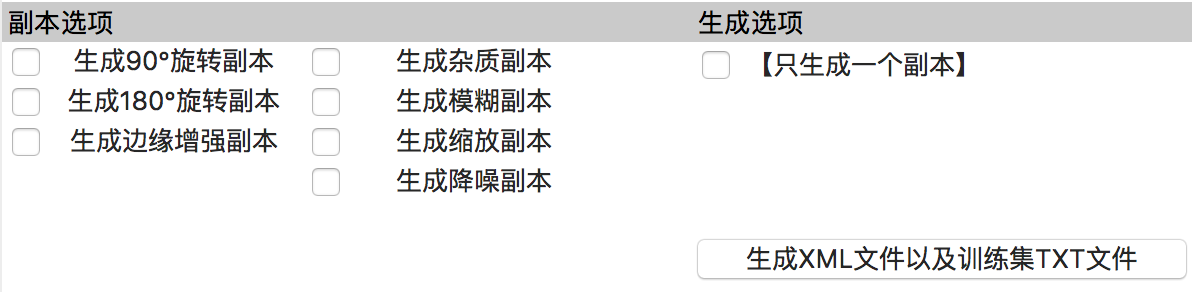 副本选项
生成90°旋转副本
生成180°旋转副本
生成边缘增强副本
生成杂质副本
生成模糊副本
生成缩放副本
生成降噪副本
生成选项
【只生成一个副本】
生成XML文件以及训练集TXT文件